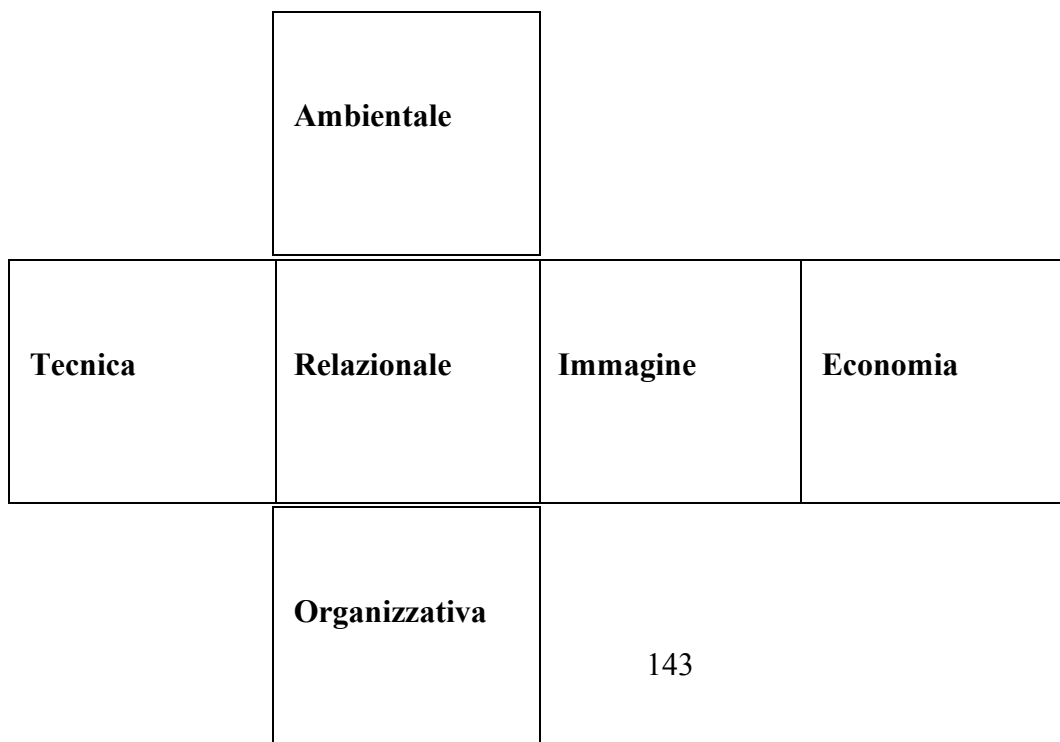 Ambientale
Tecnica
Relazionale
Immagine
Economia
Organizzativa
143